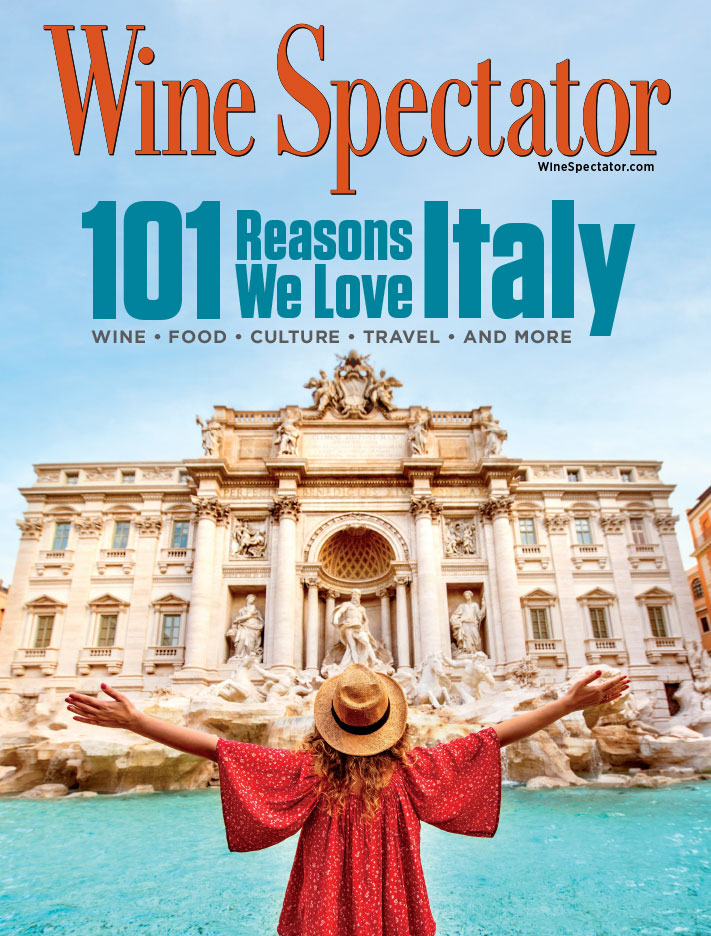 Wine Spectator
WineSpectator.com
101 Reasons We Love Italy
WINE • FOOD • CULTURE • TRAVEL • AND MORE